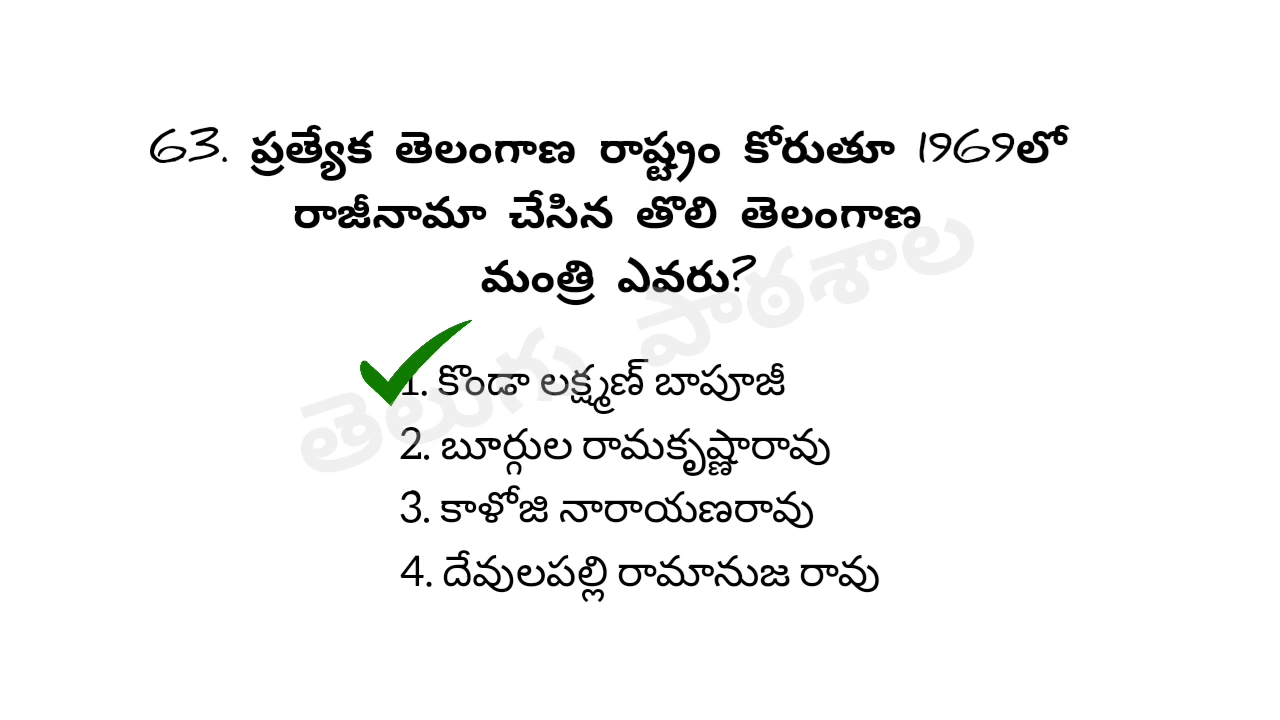 63. ప్రత్యేక తెలంగాణ రాష్ట్రం కోరుతూ 1969లో
రాజీనామా చేసిన తొలి తెలంగాణ
మంత్రి ఎవరు?
1. కొండా లక్ష్మణ్ బాపూజీ
2. బూర్గుల రామకృష్ణారావు
3. కాళోజి నారాయణరావు
4. దేవులపల్లి రామానుజ రావు
తెలుగు పాఠశాల